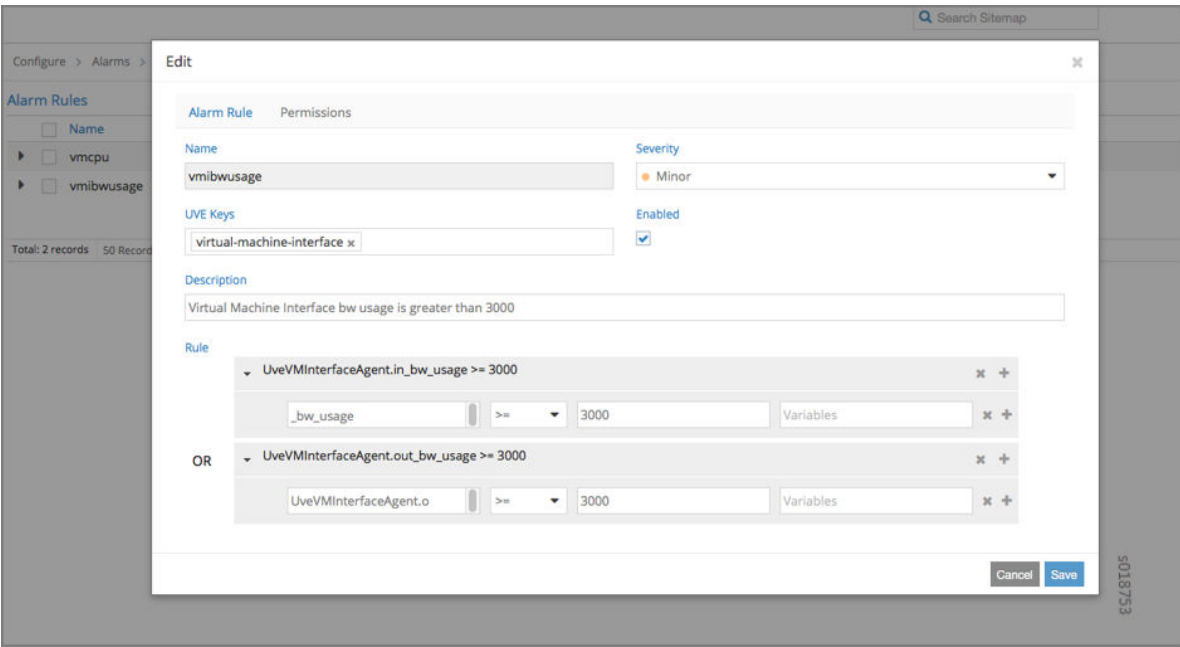 Search Sitemap
Configure > Alarms >
Edit
Alarm Rules
Alarm Rule Permissions
Name
Name Severity
vmcpu
vmibwusage Minor
vmibwusage
UVE Keys Enabled
virtual-machine-interface x
Total: 2 records 50 Record
Description
Virtual Machine Interface bw usage is greater than 3000
Rule
UveVMInterfaceAgent.in_bw_usage >= 3000
_bw_usage >= 3000 Variables
OR UveVMInterfaceAgent.out_bw_usage >= 3000
UveVMInterfaceAgent.o >= 3000 Variables
Cancel Save
s018753